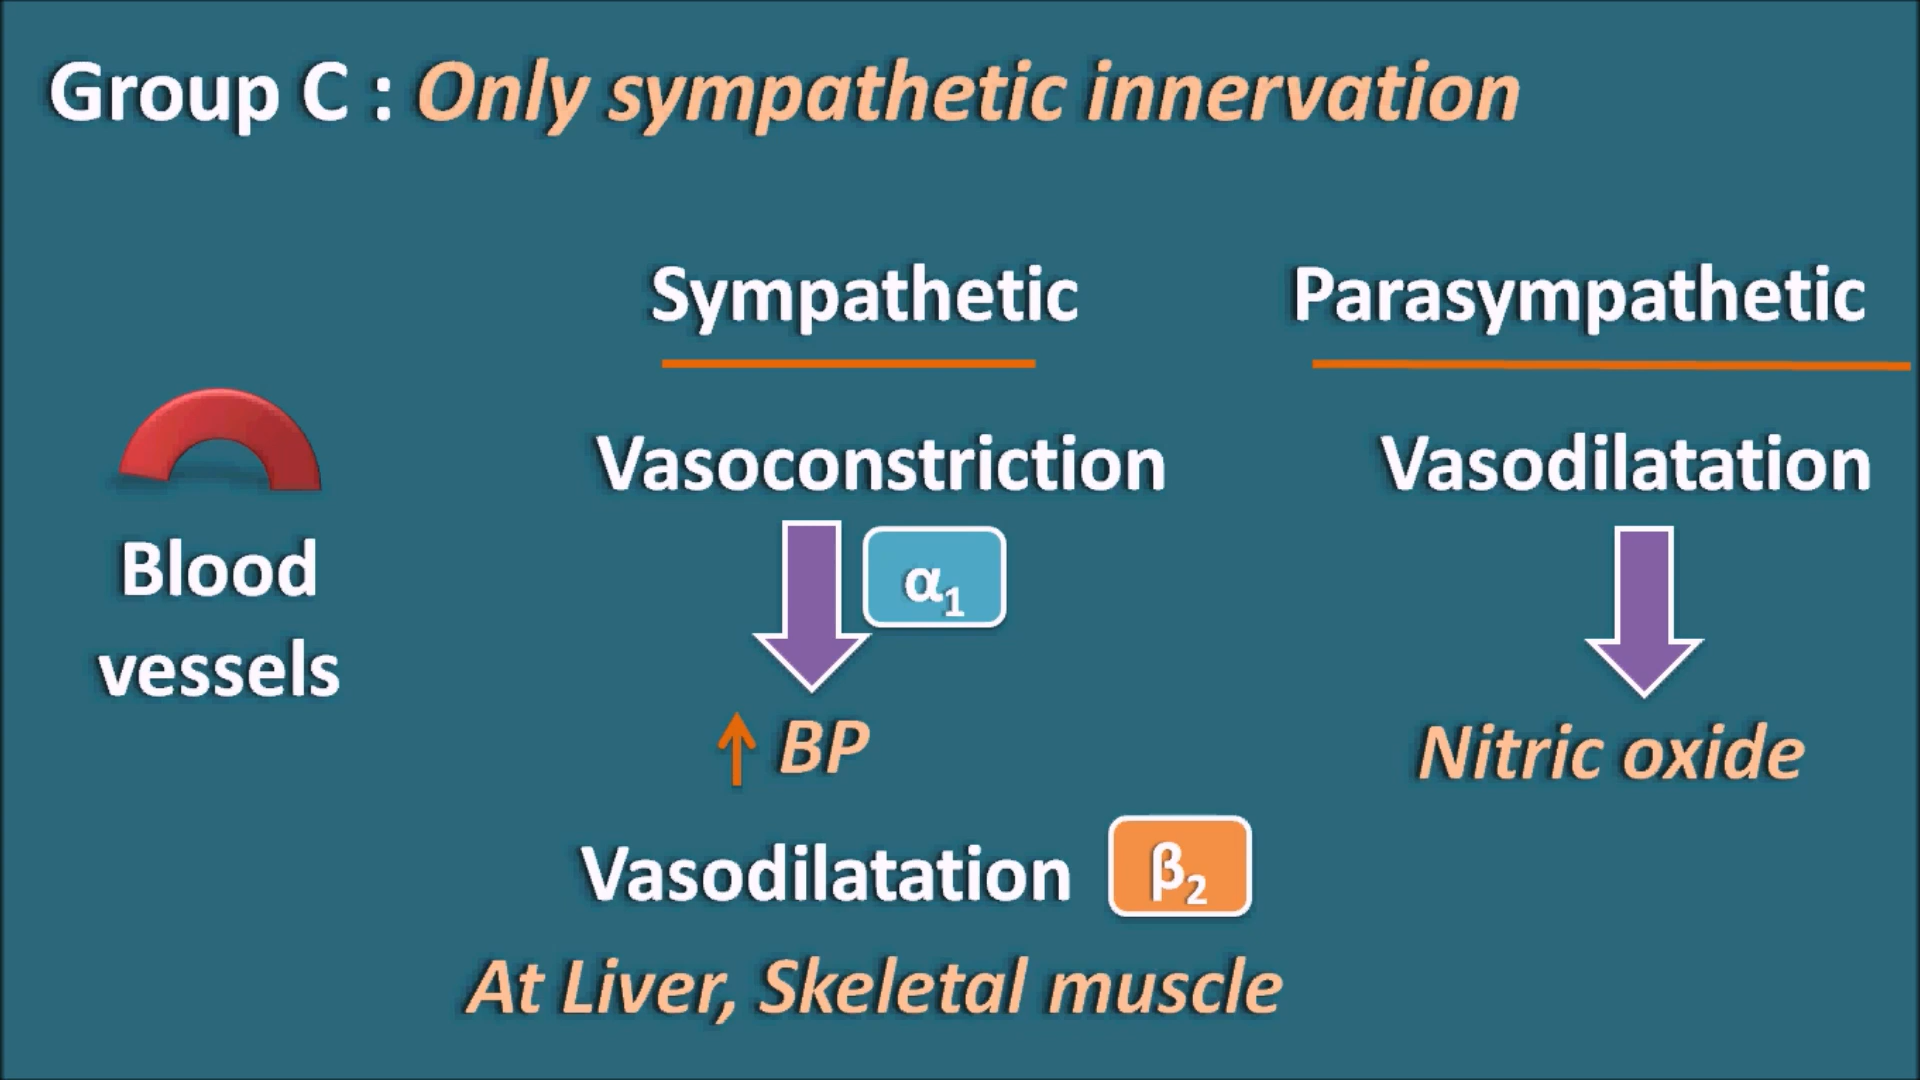 Group C : Only sympathetic innervation
Sympathetic Parasympathetic
Blood
vessels
Vasoconstriction
α₁
↑ BP
Vasodilatation β₂
At Liver, Skeletal muscle
Vasodilatation
Nitric oxide